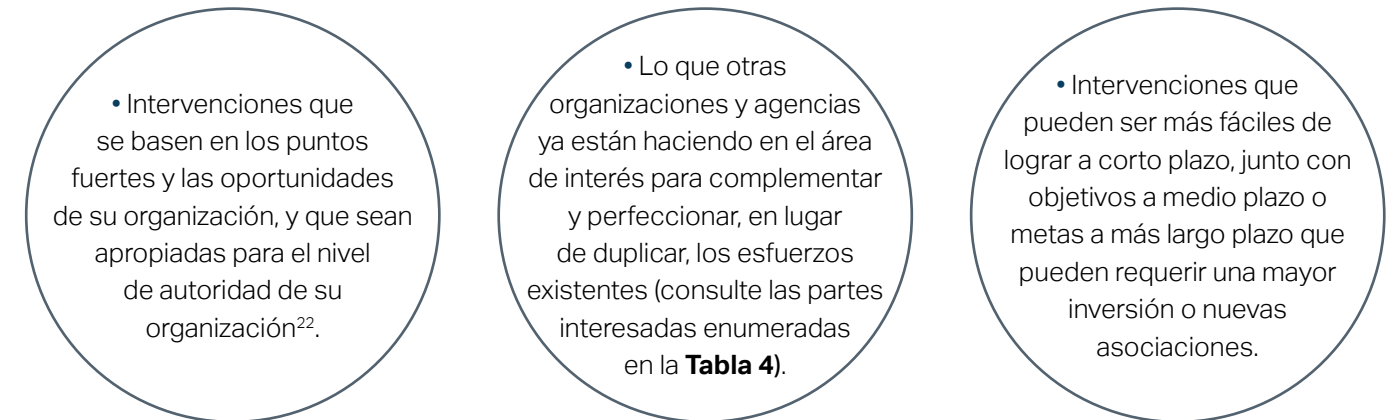 • Intervenciones que
se basen en los puntos
fuertes y las oportunidades
de su organización, y que sean
apropiadas para el nivel
de autoridad de su
organización²².
• Lo que otras
organizaciones y agencias
ya están haciendo en el área
de interés para complementar
y perfeccionar, en lugar
de duplicar, los esfuerzos
existentes (consulte las partes
interesadas enumeradas
en la Tabla 4).
• Intervenciones que
pueden ser más fáciles de
lograr a corto plazo, junto con
objetivos a medio plazo o
metas a más largo plazo que
pueden requerir una mayor
inversión o nuevas
asociaciones.